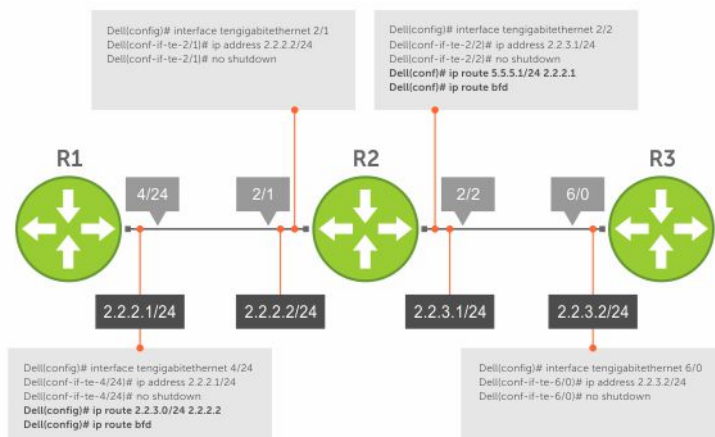 Dell(config)# interface tengigabitethernet 2/1
Dell(conf-if-te-2/1)# ip address 2.2.2.2/24
Dell(conf-if-te-2/1)# no shutdown
Dell(config)# interface tengigabitethernet 2/2
Dell(conf-if-te-2/2)# ip address 2.2.3.1/24
Dell(conf-if-te-2/2)# no shutdown
Dell(conf)# ip route 5.5.5.1/24 2.2.2.1
Dell(conf)# ip route bfd
R1
R2
R3
4/24
2/1
2/2
6/0
2.2.2.1/24
2.2.2.2/24
2.2.3.1/24
2.2.3.2/24
Dell(config)# interface tengigabitethernet 4/24
Dell(conf-if-te-4/24)# ip address 2.2.2.1/24
Dell(conf-if-te-4/24)# no shutdown
Dell(config)# ip route 2.2.3.0/24 2.2.2.2
Dell(config)# ip route bfd
Dell(config)# interface tengigabitethernet 6/0
Dell(conf-if-te-6/0)# ip address 2.2.3.2/24
Dell(conf-if-te-6/0)# no shutdown